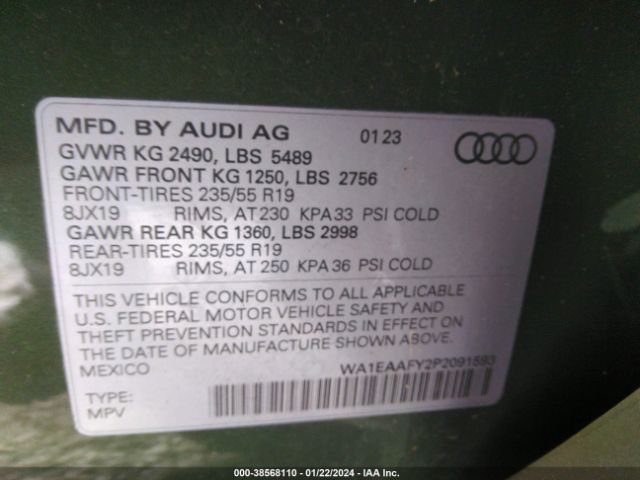 MFD. BY AUDI AG 0123
GVWR KG 2490, LBS 5489
GAWR FRONT KG 1250, LBS 2756
FRONT-TIRES 235/55 R19
8JX19 RIMS, AT 230 KPA 33 PSI COLD
GAWR REAR KG 1360, LBS 2998
REAR-TIRES 235/55 R19
8JX19 RIMS, AT 250 KPA 36 PSI COLD
THIS VEHICLE CONFORMS TO ALL APPLICABLE
U.S. FEDERAL MOTOR VEHICLE SAFETY AND
THEFT PREVENTION STANDARDS IN EFFECT ON
THE DATE OF MANUFACTURE SHOWN ABOVE.
MEXICO WA1EAAFY2P2091593
TYPE:
MPV
000-38568110 - 01/22/2024 - IAA Inc.